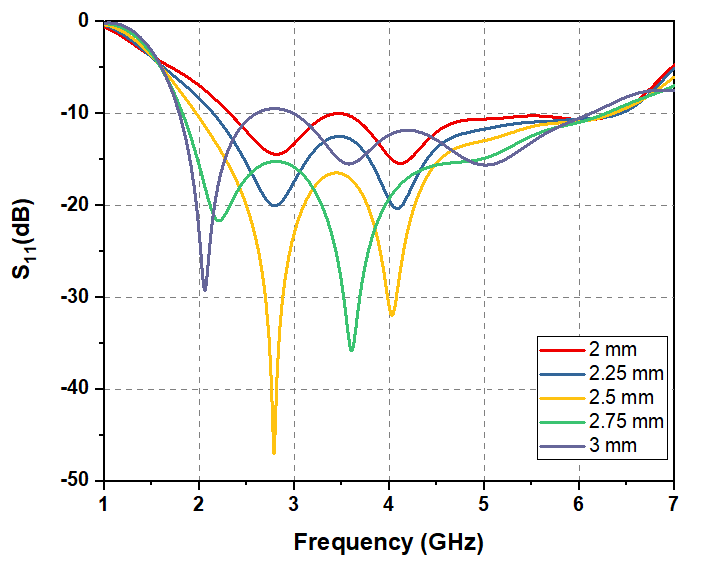 0
-10
-20
-30
-40
-50
S11(dB)
2 mm
2.25 mm
2.5 mm
2.75 mm
3 mm
1 2 3 4 5 6 7
Frequency (GHz)